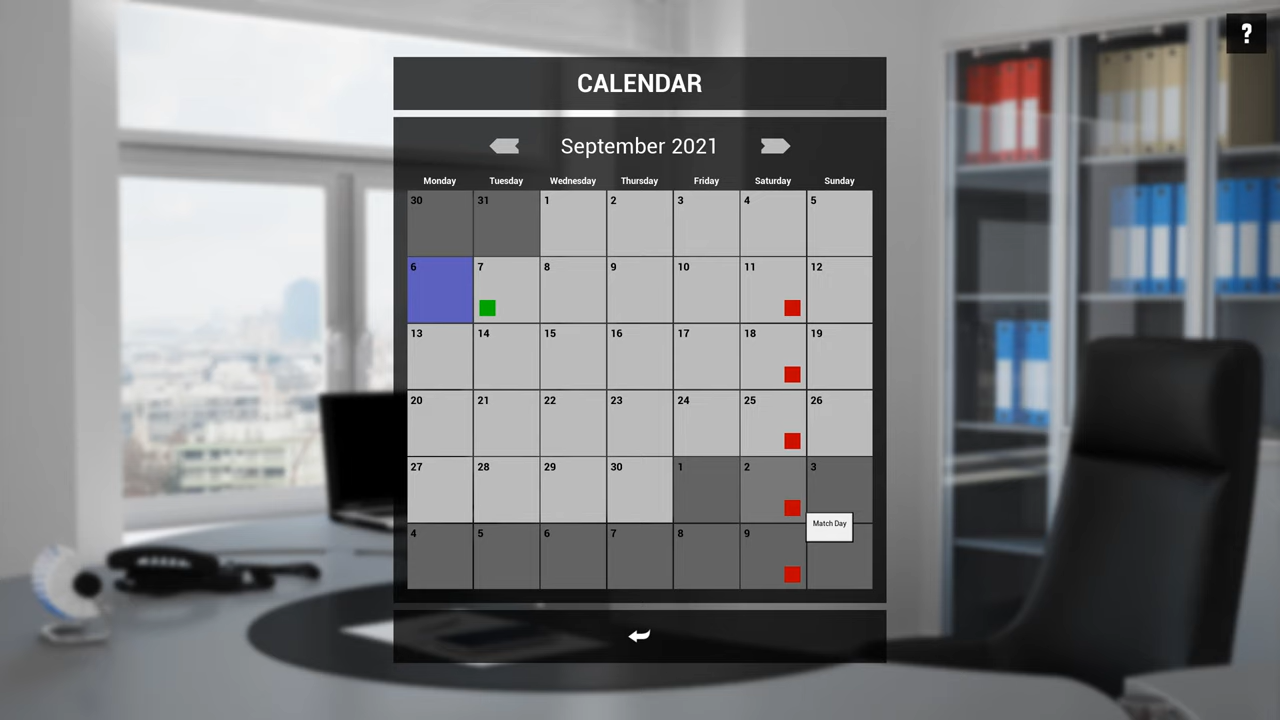 ?
CALENDAR
September 2021
Monday Tuesday Wednesday Thursday Friday Saturday Sunday
30 31 1 2 3 4 5
6 7 8 9 10 11 12
13 14 15 16 17 18 19
20 21 22 23 24 25 26
27 28 29 30 1 2 3
Match Day
4 5 6 7 8 9